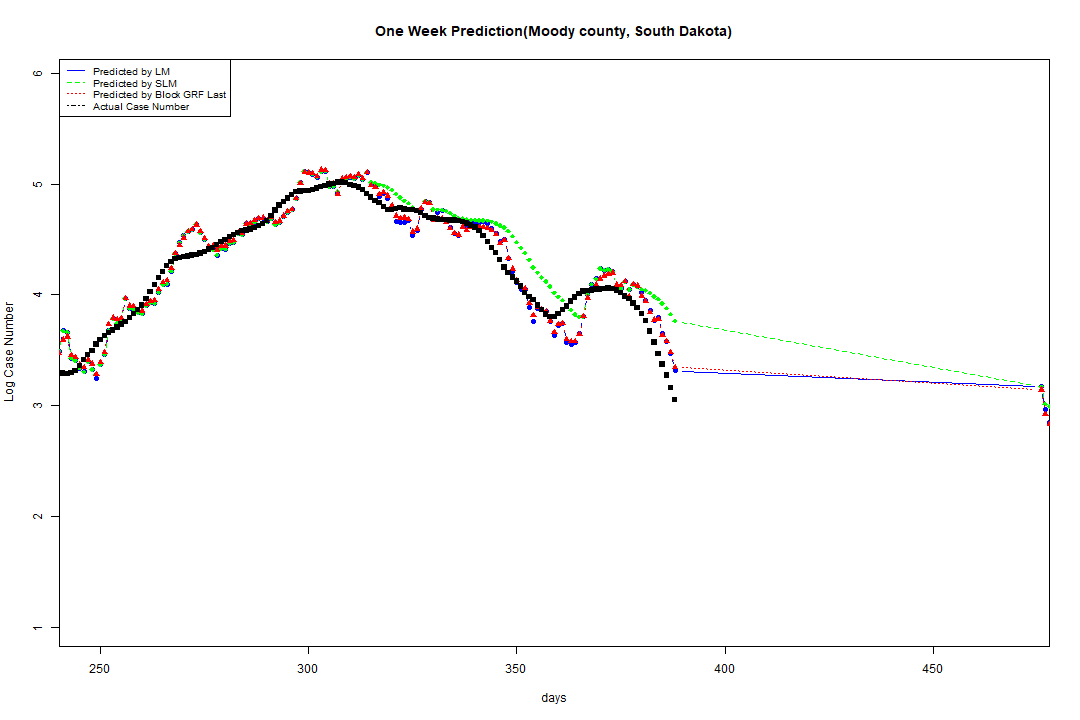 One Week Prediction(Moody county, South Dakota)
Predicted by LM
Predicted by SLM
Predicted by Block GRF Last
Actual Case Number
6
5
4
3
2
1
Log Case Number
250 300 350 400 450
days